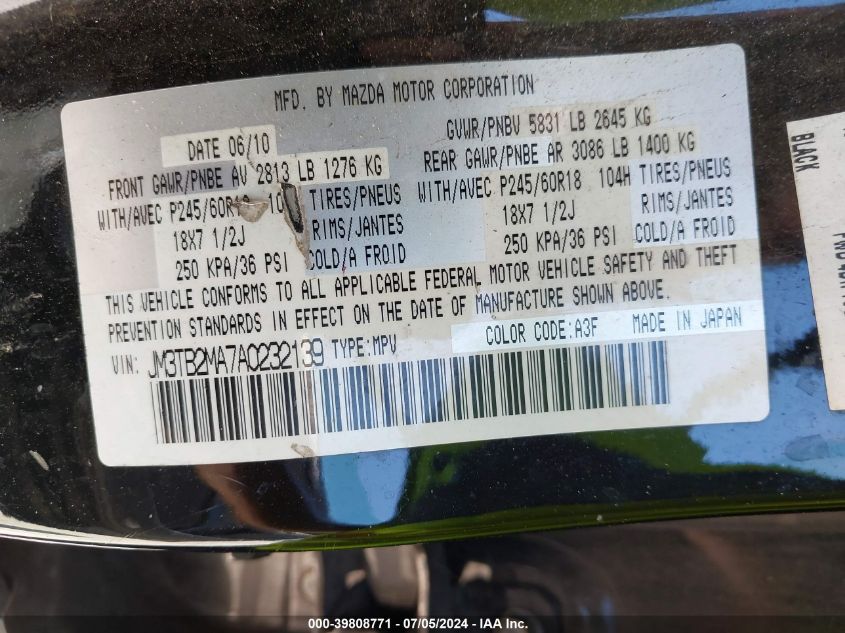 MFD. BY MAZDA MOTOR CORPORATION
DATE 06/10
GVWR/PNBV 5831 LB 2645 KG
FRONT GAWR/PNBE AV 2813 LB 1276 KG
REAR GAWR/PNBE AR 3086 LB 1400 KG
WITH/AVEC P245/60R18 10 TIRES/PNEUS
WITH/AVEC P245/60R18 104H TIRES/PNEUS
18X7 1/2J RIMS/JANTES
18X7 1/2J RIMS/JANTES
250 KPA/36 PSI COLD/A FROID
250 KPA/36 PSI COLD/A FROID
THIS VEHICLE CONFORMS TO ALL APPLICABLE FEDERAL MOTOR VEHICLE SAFETY AND THEFT
PREVENTION STANDARDS IN EFFECT ON THE DATE OF MANUFACTURE SHOWN ABOVE.
COLOR CODE:A3F MADE IN JAPAN
VIN: JM3TB2MA7A0232139 TYPE:MPV
BLACK
000-39808771 - 07/05/2024 - IAA Inc.